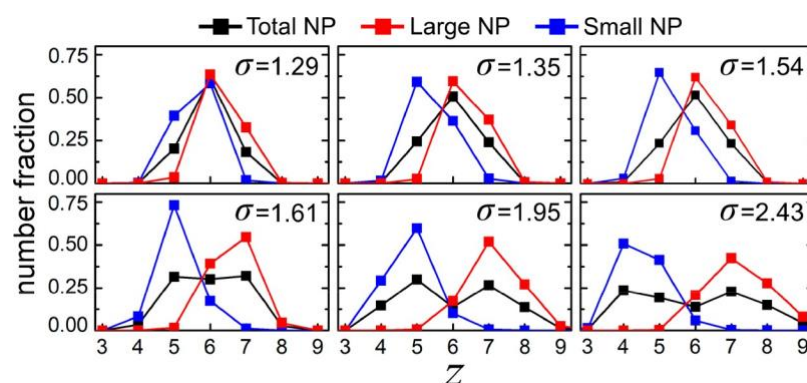 Total NP Large NP Small NP
0.75 σ=1.29 σ=1.35 σ=1.54
0.50
0.25
0.00
0.75 σ=1.61 σ=1.95 σ=2.43
0.50
0.25
0.00
number fraction
3 4 5 6 7 8 9 3 4 5 6 7 8 9 3 4 5 6 7 8 9
Z